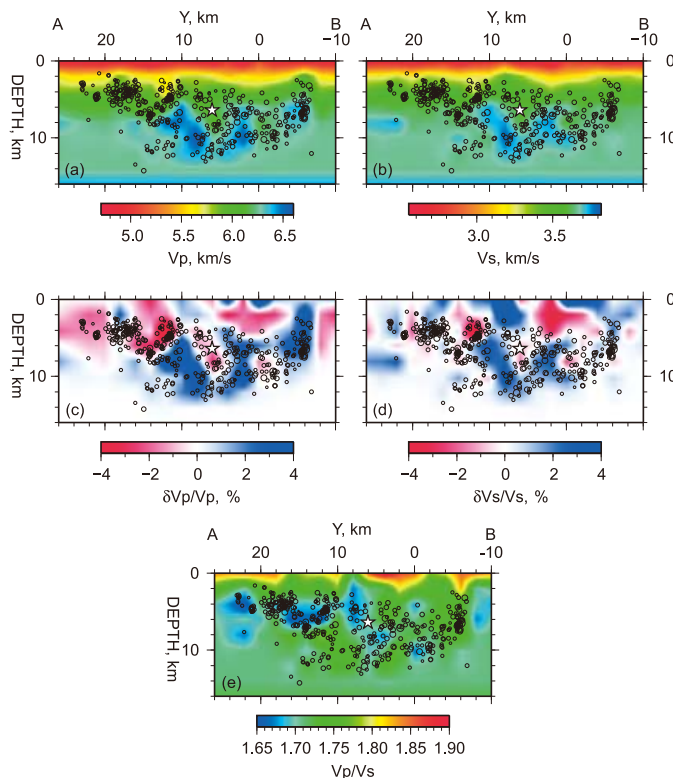 A Y, km B A Y, km B
20 10 0 −10 20 10 0 −10
0 0
DEPTH, km
10 10
(a) (b)
5.0 5.5 6.0 6.5 3.0 3.5
Vp, km/s Vs, km/s
0 0
DEPTH, km
10 10
(c) (d)
−4 −2 0 2 4 −4 −2 0 2 4
δVp/Vp, % δVs/Vs, %
A Y, km B
20 10 0 −10
0
DEPTH, km
10
(e)
1.65 1.70 1.75 1.80 1.85 1.90
Vp/Vs